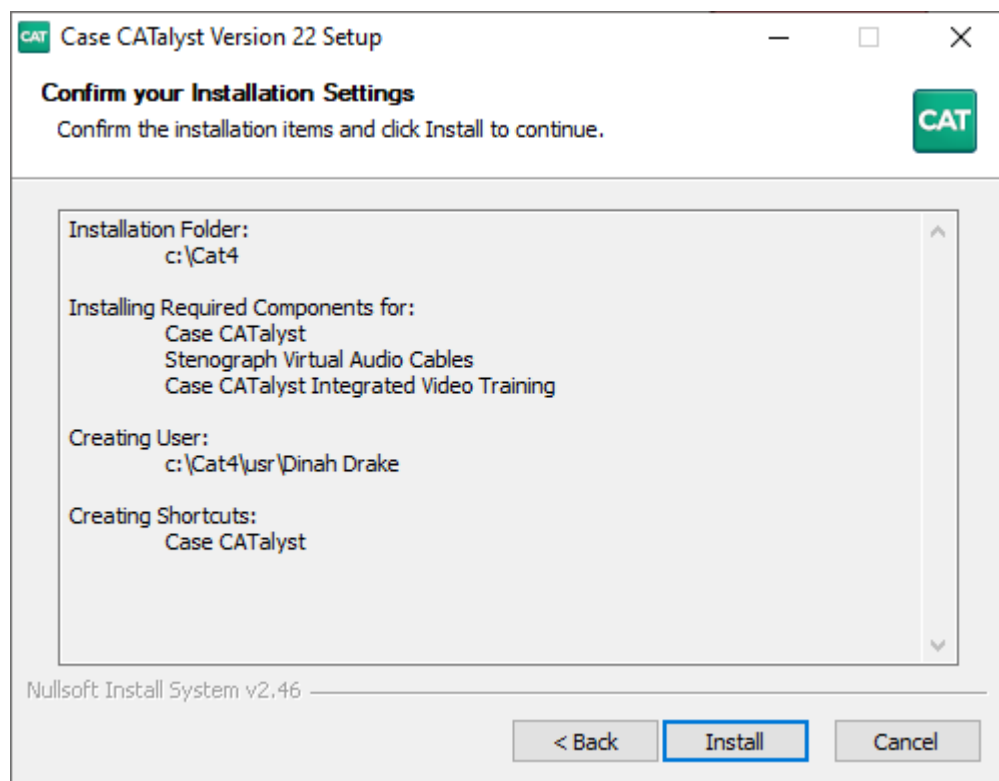 CAT Case CATalyst Version 22 Setup
Confirm your Installation Settings
Confirm the installation items and click Install to continue.
CAT
Installation Folder:
c:\Cat4
Installing Required Components for:
Case CATalyst
Stenograph Virtual Audio Cables
Case CATalyst Integrated Video Training
Creating User:
c:\Cat4\usr\Dinah Drake
Creating Shortcuts:
Case CATalyst
Nullsoft Install System v2.46
< Back Install Cancel